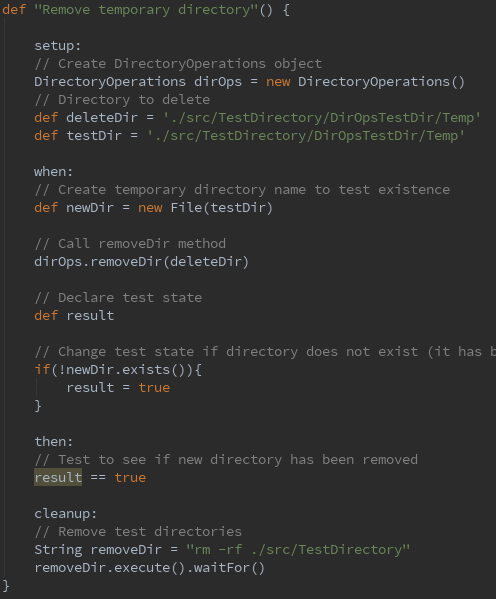 def "Remove temporary directory"() {
setup:
// Create DirectoryOperations object
DirectoryOperations dirOps = new DirectoryOperations()
// Directory to delete
def deleteDir = './src/TestDirectory/DirOpsTestDir/Temp'
def testDir = './src/TestDirectory/DirOpsTestDir/Temp'
when:
// Create temporary directory name to test existence
def newDir = new File(testDir)
// Call removeDir method
dirOps.removeDir(deleteDir)
// Declare test state
def result
// Change test state if directory does not exist (it has b
if(!newDir.exists()){
result = true
}
then:
// Test to see if new directory has been removed
result == true
cleanup:
// Remove test directories
String removeDir = "rm -rf ./src/TestDirectory"
removeDir.execute().waitFor()
}